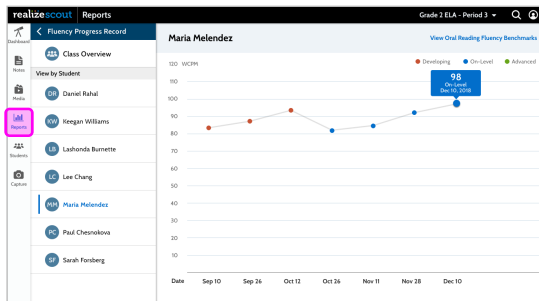 realizescout Reports
Grade 2 ELA - Period 3
Dashboard
Notes
Media
Reports
Students
Capture
Fluency Progress Record
Class Overview
View by Student
DR Daniel Rahal
KW Keegan Williams
LB Lashonda Burnette
LC Lee Chang
MM Maria Melendez
PC Paul Chesnokova
SF Sarah Forsberg
Maria Melendez
View Oral Reading Fluency Benchmarks
120 WCPM
Developing On-Level Advanced
98
On-Level
Dec 10, 2018
110
100
90
80
70
60
50
40
30
20
10
Date Sep 10 Sep 26 Oct 12 Oct 26 Nov 11 Nov 28 Dec 10